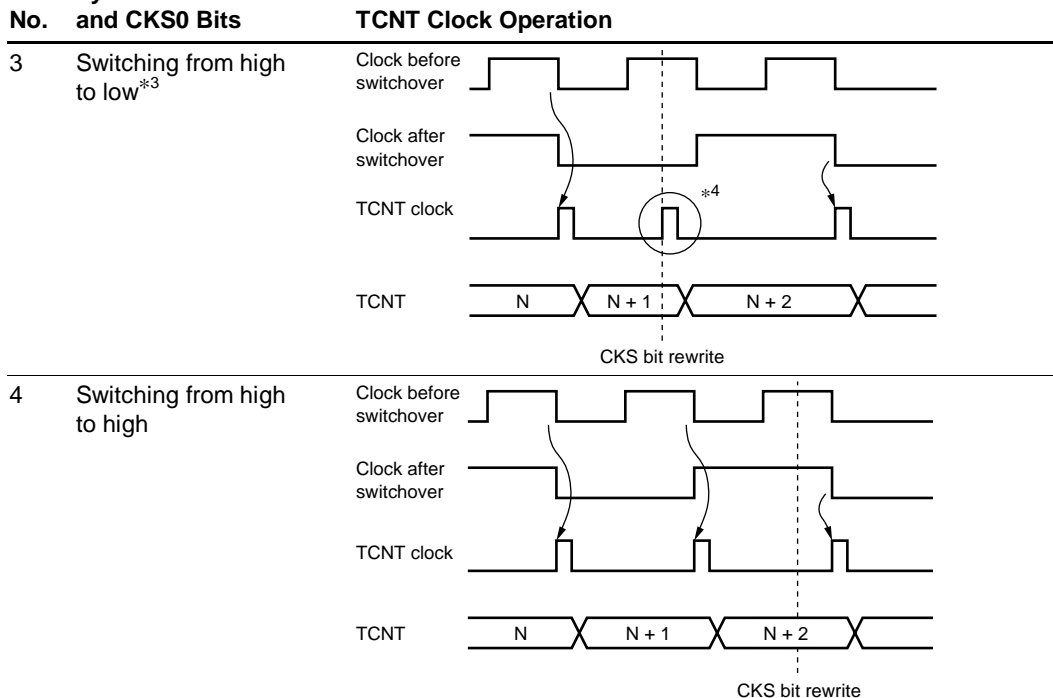 No. and CKS0 Bits TCNT Clock Operation
3 Switching from high
to low*3
Clock before
switchover
Clock after
switchover
TCNT clock
*4
TCNT N N + 1 N + 2
CKS bit rewrite
4 Switching from high
to high
Clock before
switchover
Clock after
switchover
TCNT clock
TCNT N N + 1 N + 2
CKS bit rewrite